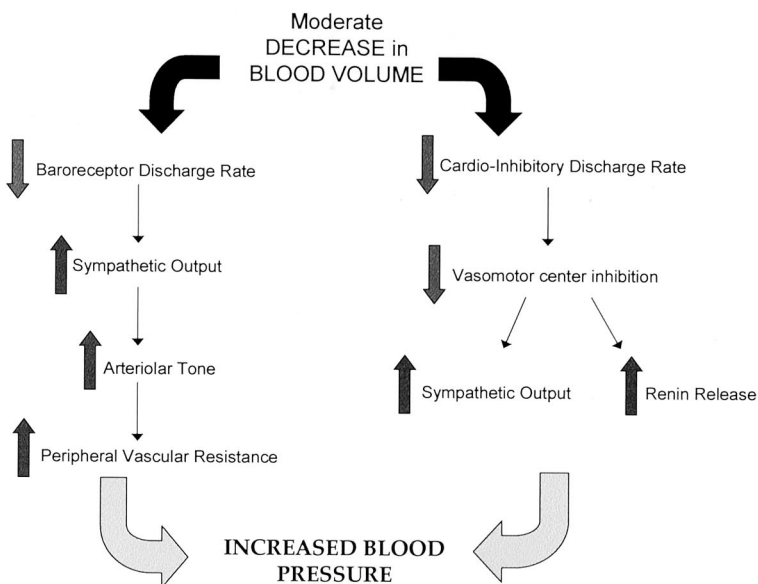 Moderate
DECREASE in
BLOOD VOLUME
Baroreceptor Discharge Rate
Sympathetic Output
Arteriolar Tone
Peripheral Vascular Resistance
Cardio-Inhibitory Discharge Rate
Vasomotor center inhibition
Sympathetic Output
Renin Release
INCREASED BLOOD
PRESSURE